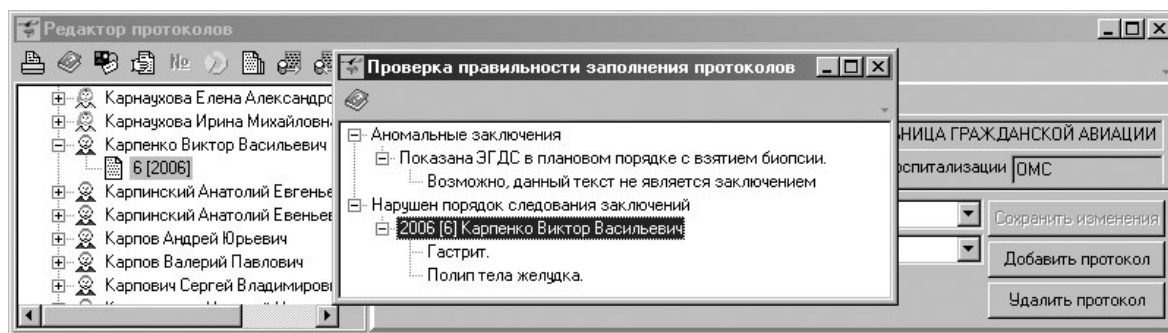 Редактор протоколов
№
Проверка правильности заполнения протоколов
Карнаухова Елена Александро
Карнаухова Ирина Михайловн
Карпенко Виктор Васильевич
6 [2006]
Карпинский Анатолий Евгенье
Карпинский Анатолий Евеньев
Карпов Андрей Юрьевич
Карпов Валерий Павлович
Карпович Сергей Владимиров
Аномальные заключения
Показана ЭГДС в плановом порядке с взятием биопсии.
Возможно, данный текст не является заключением
Нарушен порядок следования заключений
2006 [6] Карпенко Виктор Васильевич
Гастрит.
Полип тела желудка.
НИЦА ГРАЖДАНСКОЙ АВИАЦИИ
оспитализации ОМС
Сохранить изменения
Добавить протокол
Удалить протокол